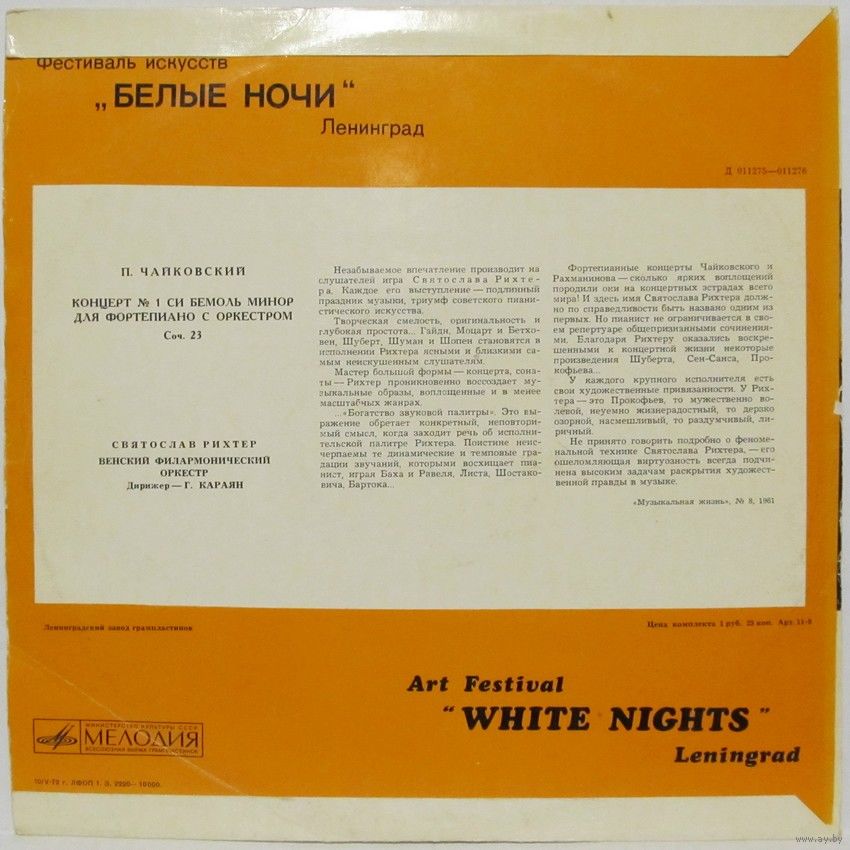 Фестиваль искусств
„БЕЛЫЕ НОЧИ“
Ленинград
Д 011275—011276
П. ЧАЙКОВСКИЙ
КОНЦЕРТ № 1 СИ БЕМОЛЬ МИНОР
ДЛЯ ФОРТЕПИАНО С ОРКЕСТРОМ
Соч. 23
СВЯТОСЛАВ РИХТЕР
ВЕНСКИЙ ФИЛАРМОНИЧЕСКИЙ
ОРКЕСТР
Дирижер — Г. КАРАЯН
Незабываемое впечатление производит на
слушателей игра Святослава Рихте-
ра. Каждое его выступление — подлинный
праздник музыки, триумф советского пиани-
стического искусства.
Творческая смелость, оригинальность и
глубокая простота... Гайдн, Моцарт и Бетхо-
вен, Шуберт, Шуман и Шопен становятся в
исполнении Рихтера ясными и близкими са-
мым неискушенным слушателям.
Мастер большой формы — концерта, сона-
ты — Рихтер проникновенно воссоздает му-
зыкальные образы, воплощенные и в менее
масштабных жанрах.
...«Богатство звуковой палитры». Это вы-
ражение обретает конкретный, неповтори-
мый смысл, когда заходит речь об исполни-
тельской палитре Рихтера. Поистине неис-
черпаемы те динамические и темповые гра-
дации звучаний, которыми восхищает пиа-
нист, играя Баха и Равеля, Листа, Шостако-
вича, Бартока...
Фортепианные концерты Чайковского и
Рахманинова — сколько ярких воплощений
породили они на концертных эстрадах всего
мира! И здесь имя Святослава Рихтера долж-
но по справедливости быть названо одним из
первых. Но пианист не ограничивается в сво-
ем репертуаре общепризнанными сочинения-
ми. Благодаря Рихтеру оказались воскре-
шенными к концертной жизни некоторые
произведения Шуберта, Сен-Санса, Про-
кофьева...
У каждого крупного исполнителя есть
свои художественные привязанности. У Рих-
тера — это Прокофьев, то мужественно во-
левой, неуемно жизнерадостный, то дерзко
озорной, насмешливый, то раздумчивый, ли-
ричный.
Не принято говорить подробно о феноме-
нальной технике Святослава Рихтера, — его
ошеломляющая виртуозность всегда подчи-
нена высоким задачам раскрытия художест-
венной правды в музыке.
«Музыкальная жизнь», № 8, 1961
Ленинградский завод грампластинок
Цена комплекта 1 руб. 25 коп. Арт. 11-9
Art Festival
"WHITE NIGHTS"
Leningrad
МИНИСТЕРСТВО КУЛЬТУРЫ СССР
МЕЛОДИЯ
ВСЕСОЮЗНАЯ ФИРМА ГРАМПЛАСТИНОК
10/V-72 г. ЛФОП 1. З. 2220—10000.
www.ay.by